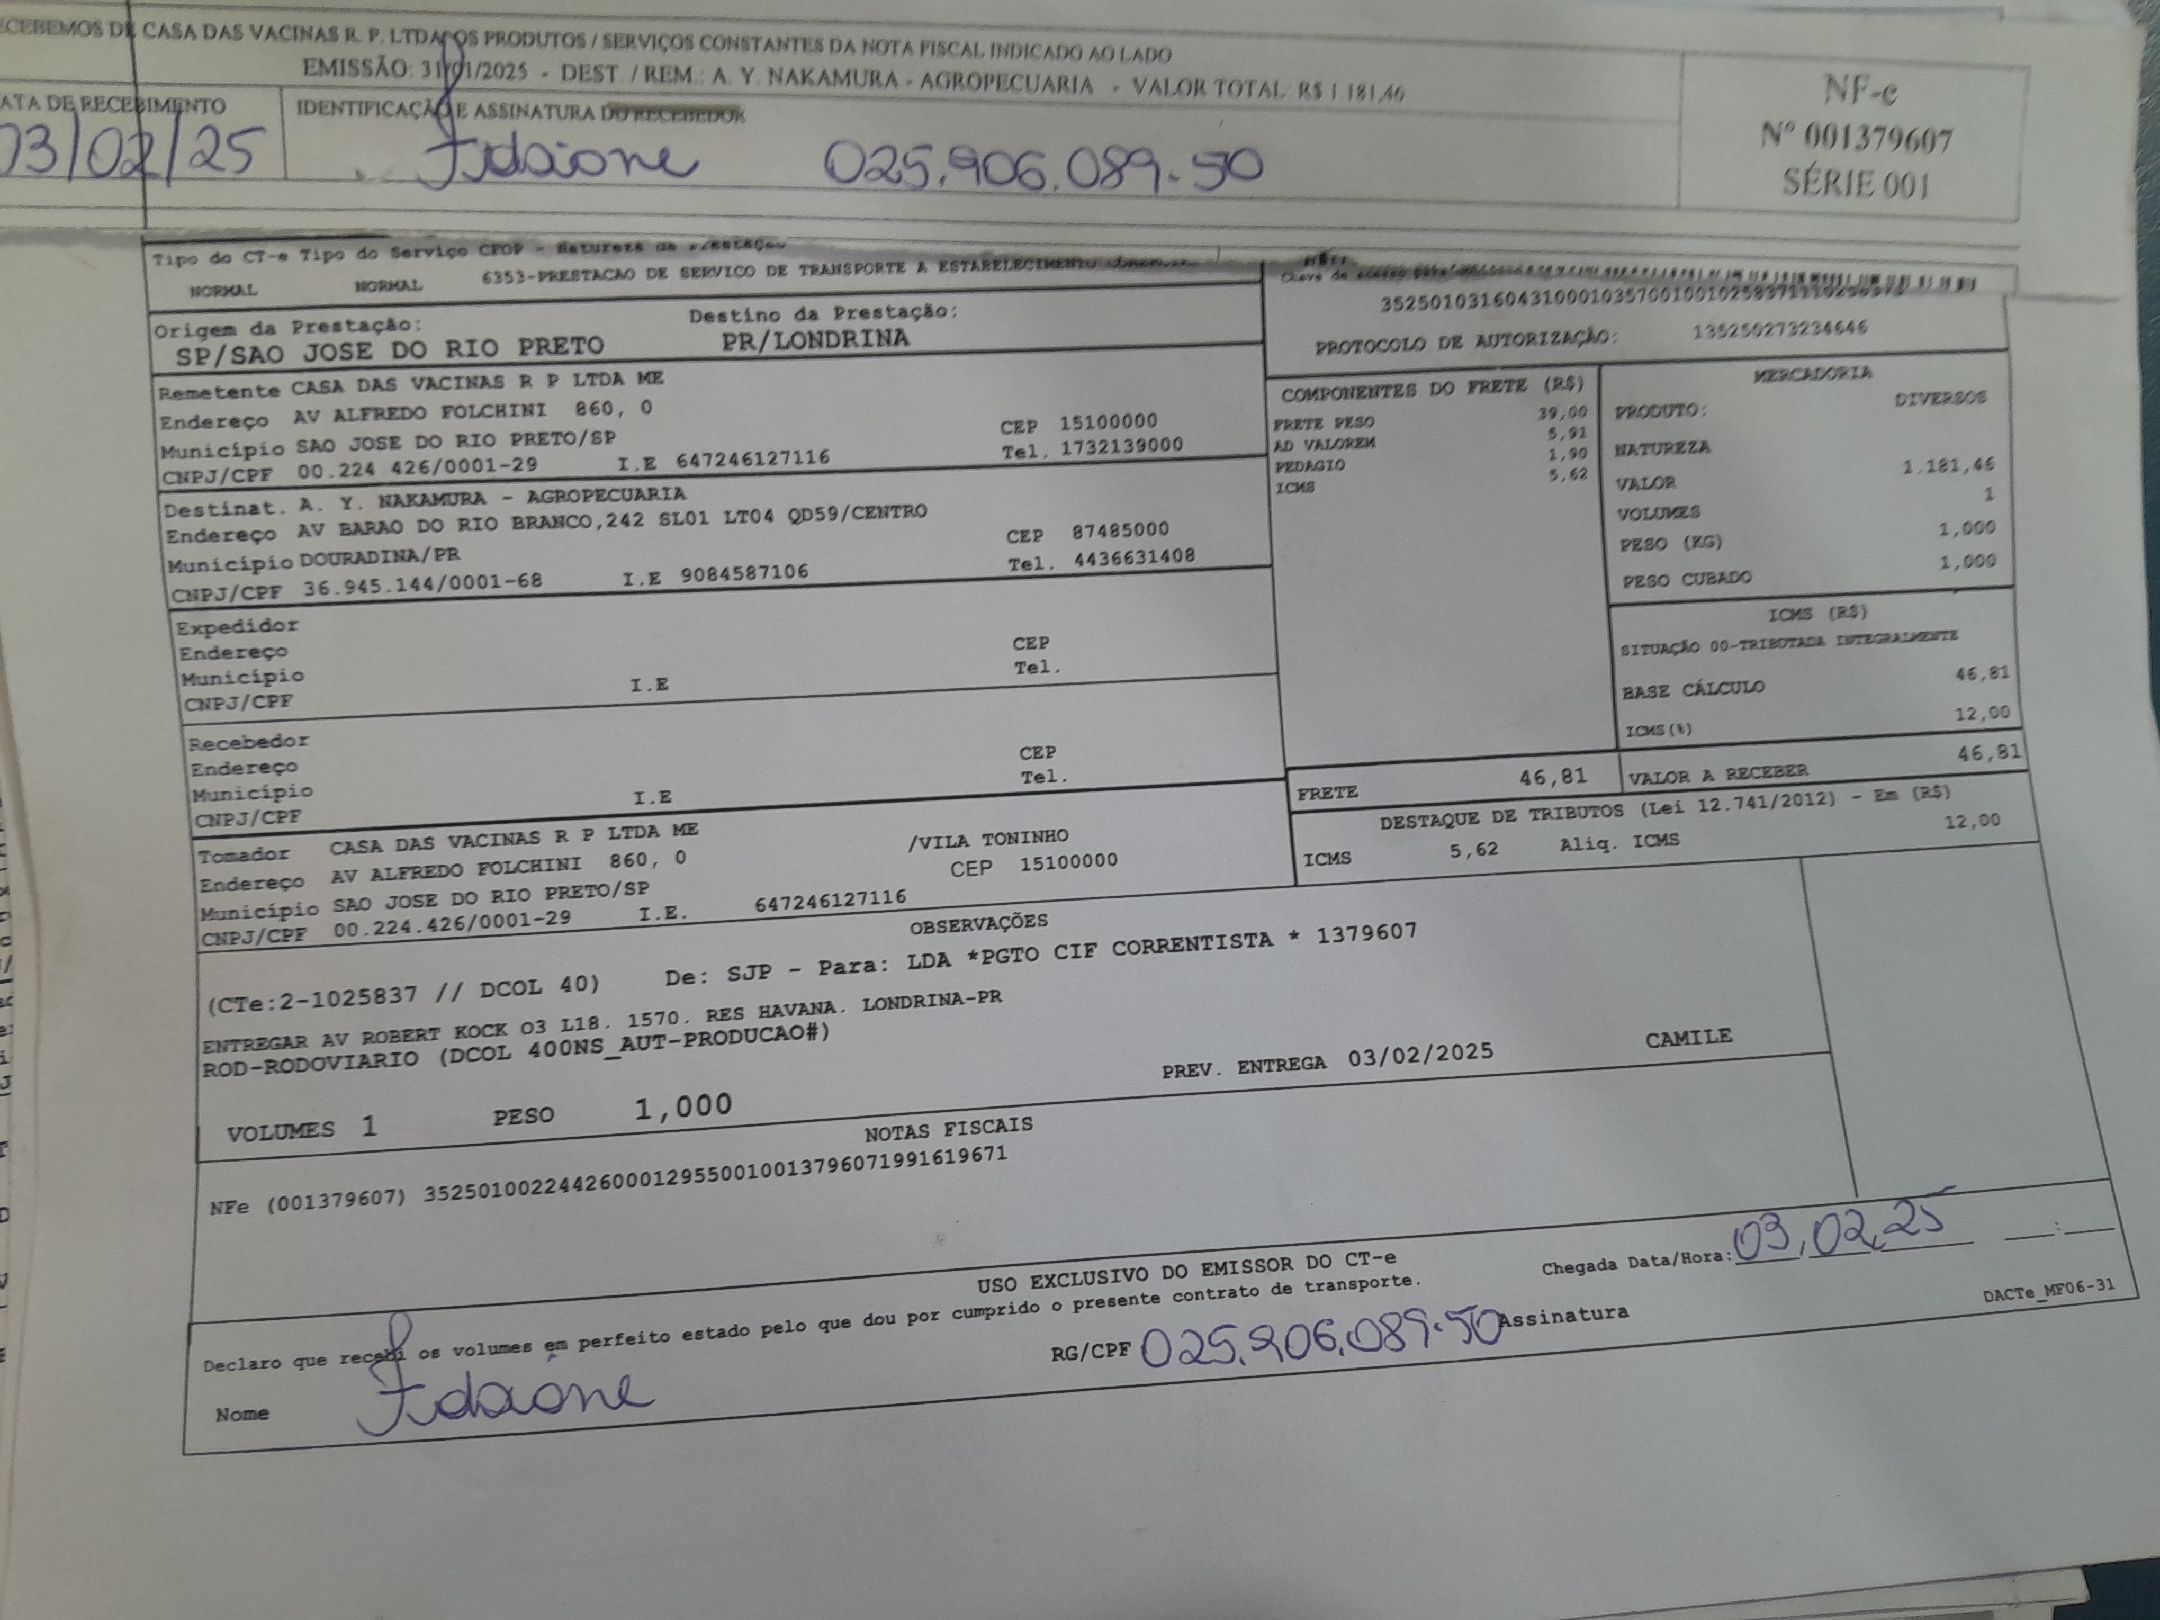 RECEBEMOS DE CASA DAS VACINAS R. P. LTDA OS PRODUTOS / SERVIÇOS CONSTANTES DA NOTA FISCAL INDICADO AO LADO
EMISSÃO: 31/01/2025 - DEST. / REM.: A. Y. NAKAMURA - AGROPECUARIA - VALOR TOTAL: R$ 1.181,46
NF-e
Nº 001379607
SÉRIE 001
DATA DE RECEBIMENTO
IDENTIFICAÇÃO E ASSINATURA DO RECEBEDOR
03/02/25
025.906.089-50
Tipo do CT-e Tipo do Serviço CFOP - Natureza da Prestação
NORMAL NORMAL 6353-PRESTACAO DE SERVICO DE TRANSPORTE A ESTABELECIMENTO
Chave de acesso
Origem da Prestação: Destino da Prestação:
SP/SAO JOSE DO RIO PRETO PR/LONDRINA
PROTOCOLO DE AUTORIZAÇÃO: 135250273234646
Remetente CASA DAS VACINAS R P LTDA ME
Endereço AV ALFREDO FOLCHINI 860, 0
Município SAO JOSE DO RIO PRETO/SP CEP 15100000
CNPJ/CPF 00.224 426/0001-29 I.E 647246127116 Tel. 1732139000
Destinat. A. Y. NAKAMURA - AGROPECUARIA
Endereço AV BARAO DO RIO BRANCO,242 SL01 LT04 QD59/CENTRO
Município DOURADINA/PR CEP 87485000
CNPJ/CPF 36.945.144/0001-68 I.E 9084587106 Tel. 4436631408
Expedidor
Endereço CEP
Município Tel.
CNPJ/CPF I.E
Recebedor
Endereço CEP
Município Tel.
CNPJ/CPF I.E
Tomador CASA DAS VACINAS R P LTDA ME
Endereço AV ALFREDO FOLCHINI 860, 0 /VILA TONINHO
Município SAO JOSE DO RIO PRETO/SP CEP 15100000
CNPJ/CPF 00.224.426/0001-29 I.E. 647246127116
COMPONENTES DO FRETE (R$)
FRETE PESO 39,00
AD VALOREM 5,91
PEDAGIO 1,90
ICMS 5,62
MERCADORIA
PRODUTO: DIVERSOS
NATUREZA
VALOR 1.181,46
VOLUMES 1
PESO (KG) 1,000
PESO CUBADO 1,000
ICMS (R$)
SITUAÇÃO 00-TRIBUTADA INTEGRALMENTE
BASE CÁLCULO 46,81
ICMS(%) 12,00
FRETE 46,81 VALOR A RECEBER 46,81
DESTAQUE DE TRIBUTOS (Lei 12.741/2012) - Em (R$)
ICMS 5,62 Aliq. ICMS 12,00
OBSERVAÇÕES
(CTe:2-1025837 // DCOL 40) De: SJP - Para: LDA *PGTO CIF CORRENTISTA * 1379607
ENTREGAR AV ROBERT KOCK O3 L18. 1570. RES HAVANA. LONDRINA-PR
ROD-RODOVIARIO (DCOL 400NS_AUT-PRODUCAO#)
PREV. ENTREGA 03/02/2025 CAMILE
VOLUMES 1 PESO 1,000
NOTAS FISCAIS
NFe (001379607) 35250100224426000129550010013796071991619671
USO EXCLUSIVO DO EMISSOR DO CT-e
Declaro que recebi os volumes em perfeito estado pelo que dou por cumprido o presente contrato de transporte.
Chegada Data/Hora: 03,02,25 :
Nome RG/CPF 025.906.089-50 Assinatura
DACTe_MF06-31